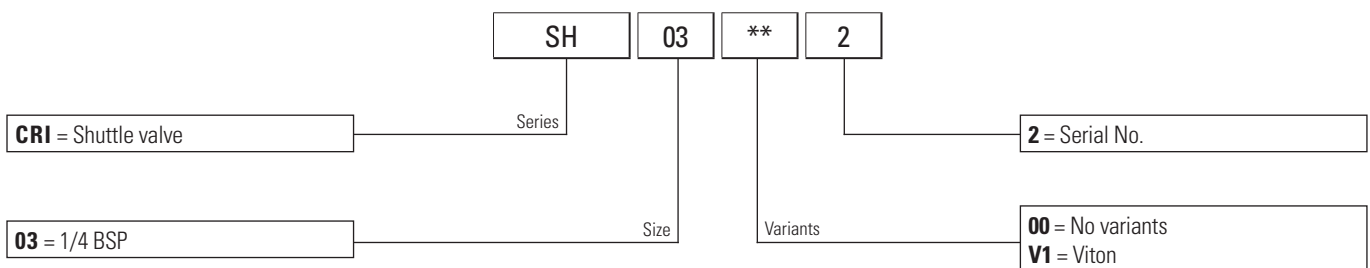 SH 03 ** 2
Series
CRI = Shuttle valve
2 = Serial No.
Size
Variants
03 = 1/4 BSP
00 = No variants
V1 = Viton